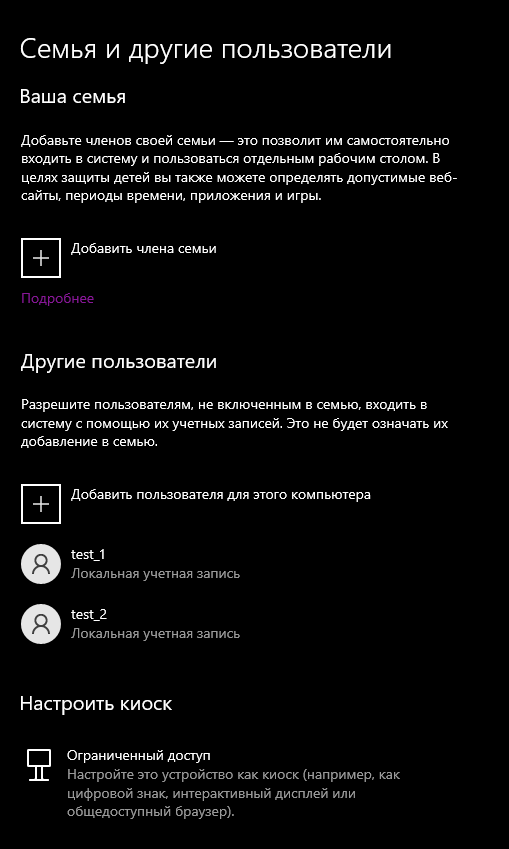 Семья и другие пользователи
Ваша семья
Добавьте членов своей семьи — это позволит им самостоятельно
входить в систему и пользоваться отдельным рабочим столом. В
целях защиты детей вы также можете определять допустимые веб-
сайты, периоды времени, приложения и игры.
Добавить члена семьи
Подробнее
Другие пользователи
Разрешите пользователям, не включенным в семью, входить в
систему с помощью их учетных записей. Это не будет означать их
добавление в семью.
Добавить пользователя для этого компьютера
test_1
Локальная учетная запись
test_2
Локальная учетная запись
Настроить киоск
Ограниченный доступ
Настройте это устройство как киоск (например, как
цифровой знак, интерактивный дисплей или
общедоступный браузер).